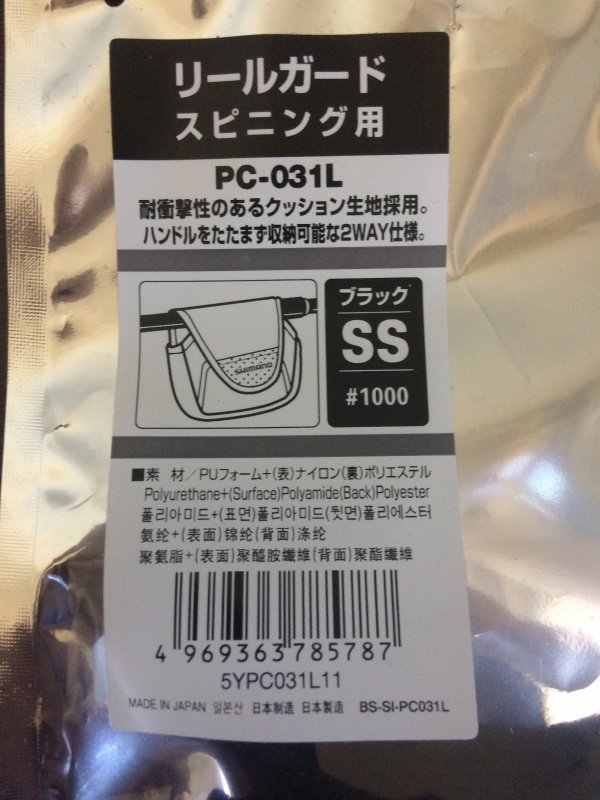 リールガード
スピニング用
PC-031L
耐衝撃性のあるクッション生地採用。
ハンドルをたたまず収納可能な2WAY仕様。
SHIMANO
ブラック
SS
#1000
■素 材/PUフォーム+(表)ナイロン(裏)ポリエステル
Polyurethane+(Surface)Polyamide(Back)Polyester
폴리아미드+(표면)폴리아미드(뒷면)폴리에스터
氨纶+(表面)锦纶(背面)涤纶
聚氨脂+(表面)聚醯胺纖維(背面)聚酯纖維
4 969363 785787
5YPC031L11
MADE IN JAPAN 일본산 日本制造 日本製造 BS-SI-PC031L